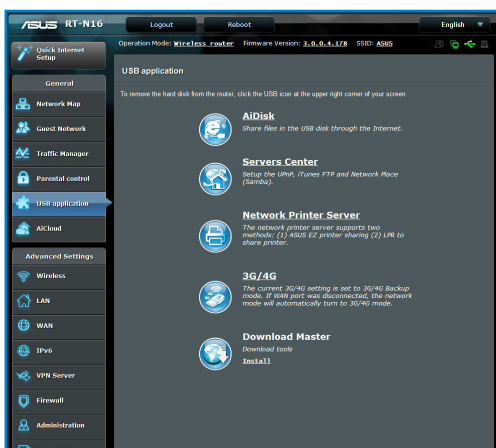 ASUS RT-N16
Logout
Reboot
English
Quick Internet
Setup
Operation Mode: Wireless router Firmware Version: 3.0.0.4.178 SSID: ASUS
General
Network Map
Guest Network
Traffic Manager
Parental control
USB application
AiCloud
Advanced Settings
Wireless
LAN
WAN
IPv6
VPN Server
Firewall
Administration
USB application
To remove the hard disk from the router, click the USB icon at the upper right corner of your screen.
AiDisk
Share files in the USB disk through the Internet.
Servers Center
Setup the UPnP, iTunes FTP and Network Place
(Samba).
Network Printer Server
The network printer server supports two
methods: (1) ASUS EZ printer sharing (2) LPR to
share printer.
3G/4G
The current 3G/4G setting is set to 3G/4G Backup
mode. If WAN port was disconnected, the network
mode will automatically turn to 3G/4G mode.
Download Master
Download tools
Install